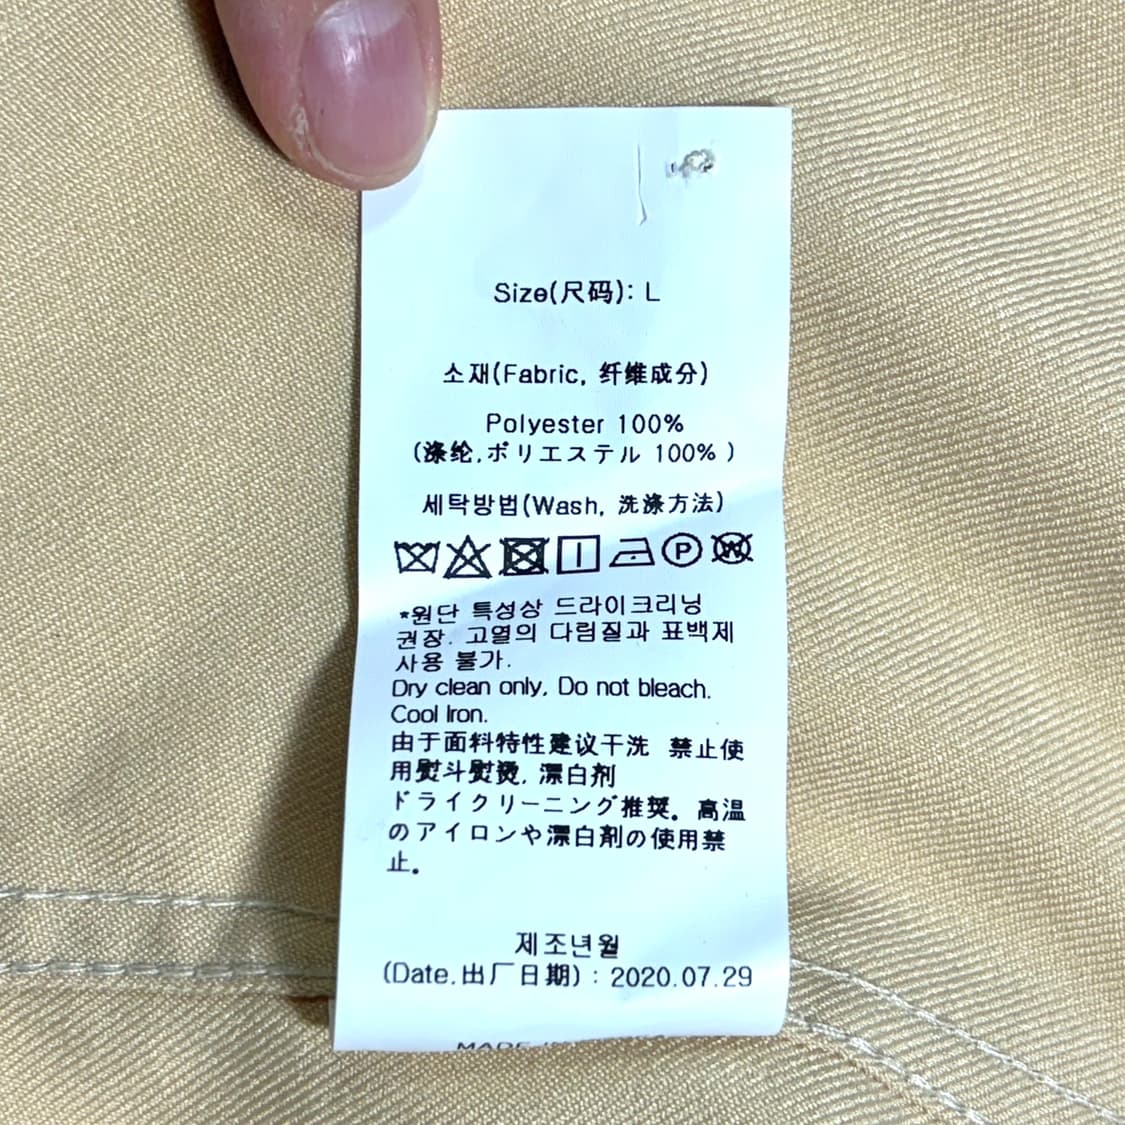 Size(尺码): L
소재(Fabric, 纤维成分)
Polyester 100%
(涤纶,ポリエステル 100% )
세탁방법(Wash, 洗涤方法)
P W
*원단 특성상 드라이크리닝
권장. 고열의 다림질과 표백제
사용 불가.
Dry clean only, Do not bleach.
Cool Iron.
由于面料特性建议干洗 禁止使
用熨斗熨烫, 漂白剂
ドライクリーニング推奨。高温
のアイロンや漂白剤の使用禁
止。
제조년월
(Date.出厂日期) : 2020.07.29
MADE